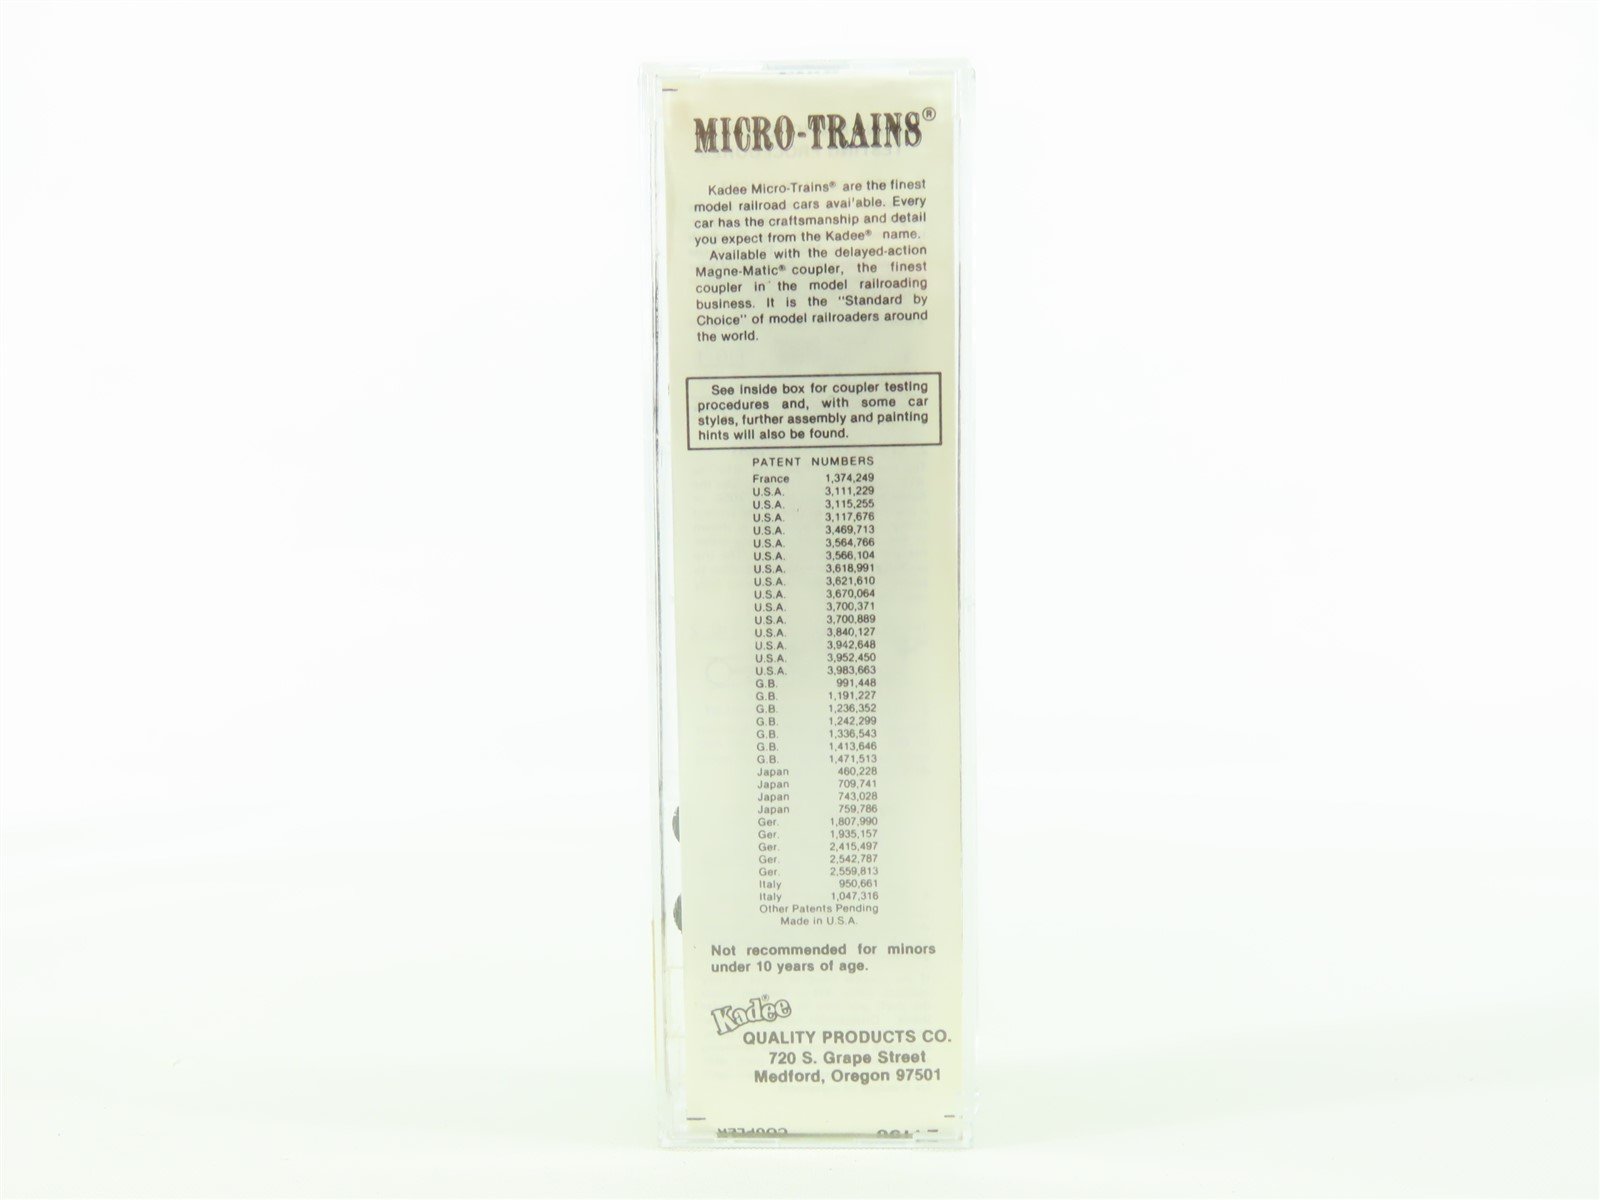 MICRO-TRAINS®
Kadee Micro-Trains® are the finest
model railroad cars avai'able. Every
car has the craftsmanship and detail
you expect from the Kadee® name.
Available with the delayed-action
Magne-Matic® coupler, the finest
coupler in the model railroading
business. It is the "Standard by
Choice" of model railroaders around
the world.
See inside box for coupler testing
procedures and, with some car
styles, further assembly and painting
hints will also be found.
PATENT NUMBERS
France 1,374,249
U.S.A. 3,111,229
U.S.A. 3,115,255
U.S.A. 3,117,676
U.S.A. 3,469,713
U.S.A. 3,564,766
U.S.A. 3,566,104
U.S.A. 3,618,991
U.S.A. 3,621,610
U.S.A. 3,670,064
U.S.A. 3,700,371
U.S.A. 3,700,889
U.S.A. 3,840,127
U.S.A. 3,942,648
U.S.A. 3,952,450
U.S.A. 3,983,663
G.B. 991,448
G.B. 1,191,227
G.B. 1,236,352
G.B. 1,242,299
G.B. 1,336,543
G.B. 1,413,646
G.B. 1,471,513
Japan 460,228
Japan 709,741
Japan 743,028
Japan 759,786
Ger. 1,807,990
Ger. 1,935,157
Ger. 2,415,497
Ger. 2,542,787
Ger. 2,559,813
Italy 950,661
Italy 1,047,316
Other Patents Pending
Made in U.S.A.
Not recommended for minors
under 10 years of age.
Kadee®
QUALITY PRODUCTS CO.
720 S. Grape Street
Medford, Oregon 97501
COUPLER